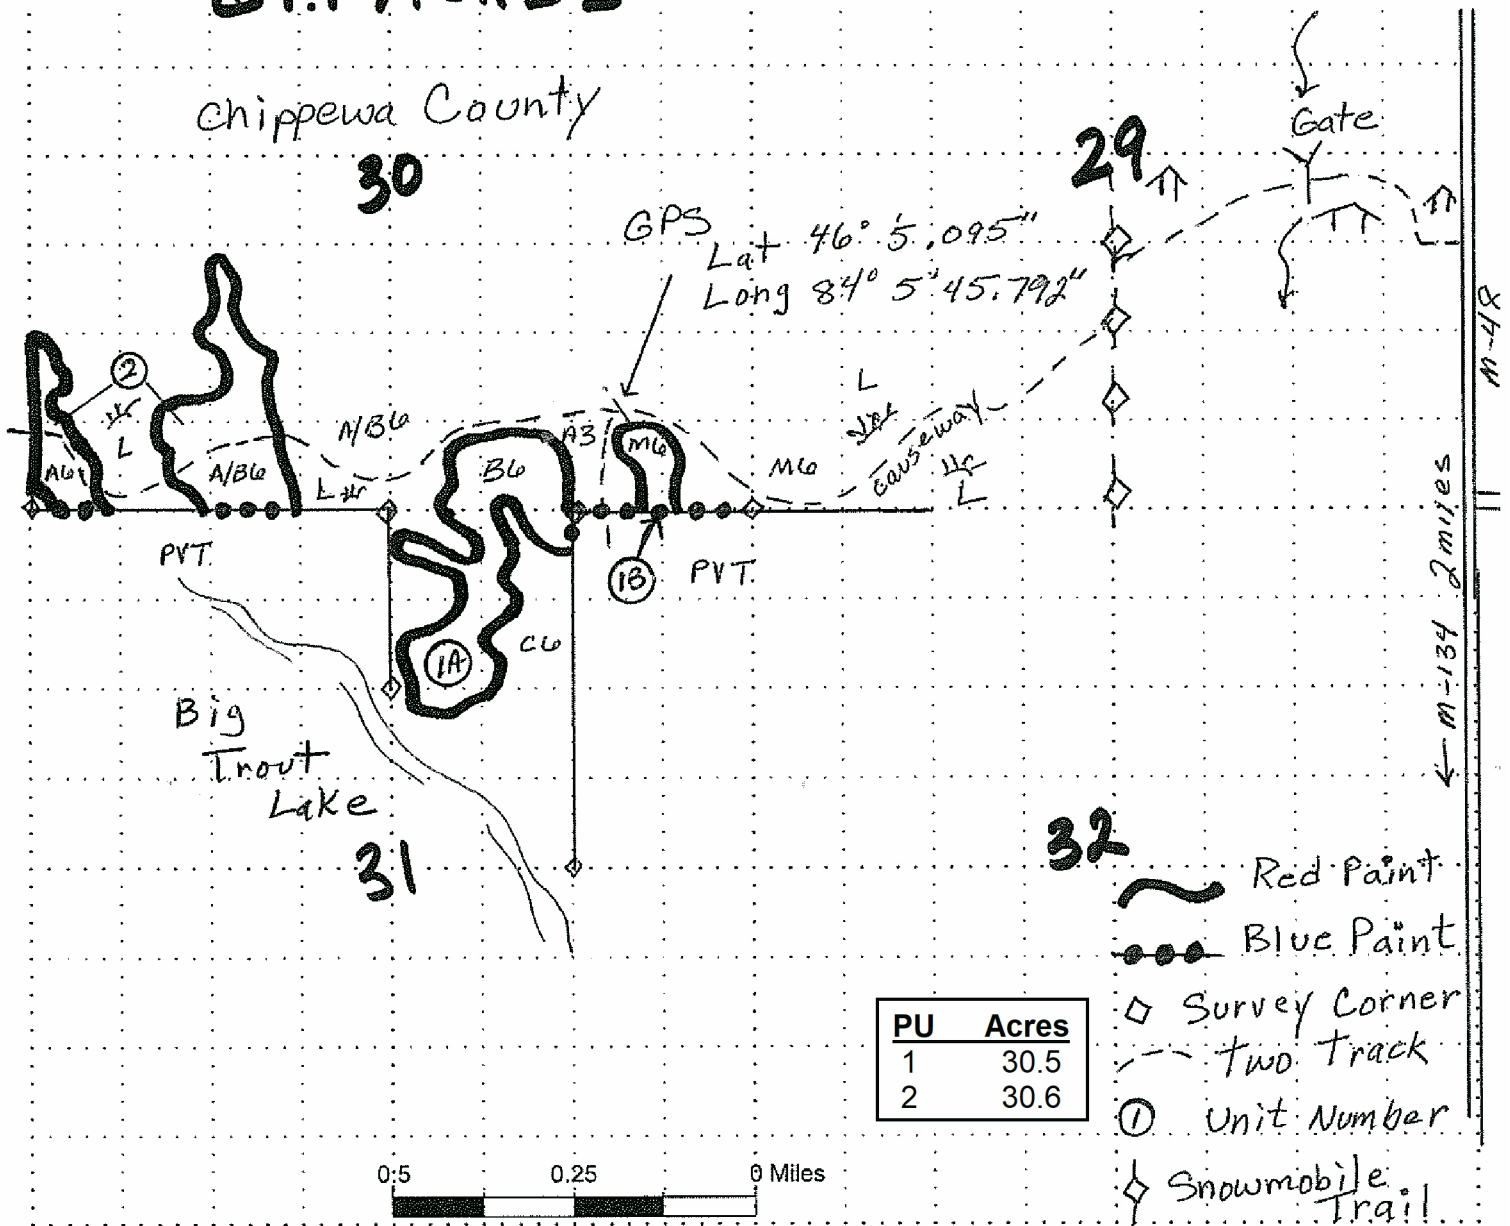 Chippewa County
30
29
Gate
GPS
Lat 46° 5'.095"
Long 84° 5' 45.792"
M-48
2
L
A6
A/B6
A/B6
L
B6
A3
M6
M6
L
causeway
L
PVT
1B
PVT
1A
C6
Big
Trout
Lake
31
32
← M-134 2 miles
Red Paint
Blue Paint
Survey Corner
Two Track
1 Unit Number
Snowmobile
Trail
PU Acres
1 30.5
2 30.6
0.5 0.25 0 Miles